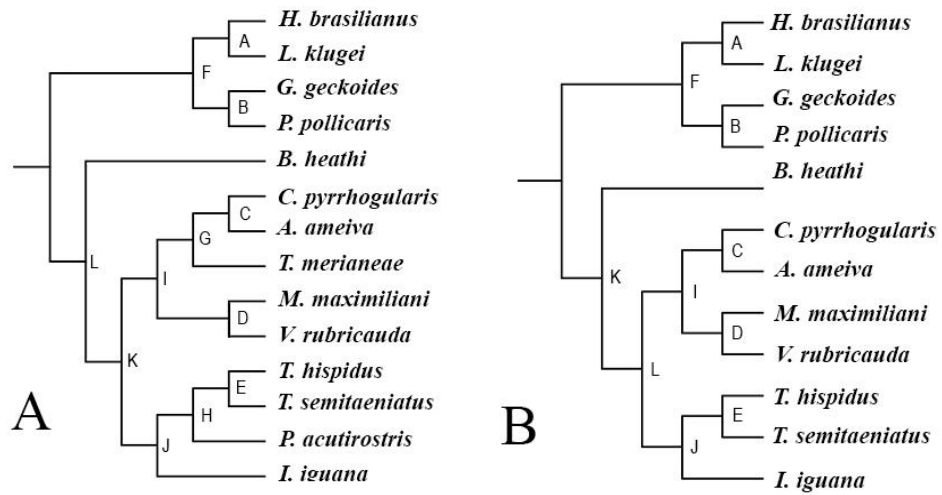 H. brasilianus
A
L. klugei
F
G. geckoides
B
P. pollicaris
B. heathi
C. pyrrhogularis
C
A. ameiva
G
T. merianeae
L
I
M. maximiliani
D
V. rubricauda
K
T. hispidus
E
T. semitaeniatus
H
P. acutirostris
J
I. iguana
A
H. brasilianus
A
L. klugei
F
G. geckoides
B
P. pollicaris
B. heathi
C. pyrrhogularis
C
A. ameiva
K
I
M. maximiliani
D
V. rubricauda
L
T. hispidus
E
T. semitaeniatus
J
I. iguana
B